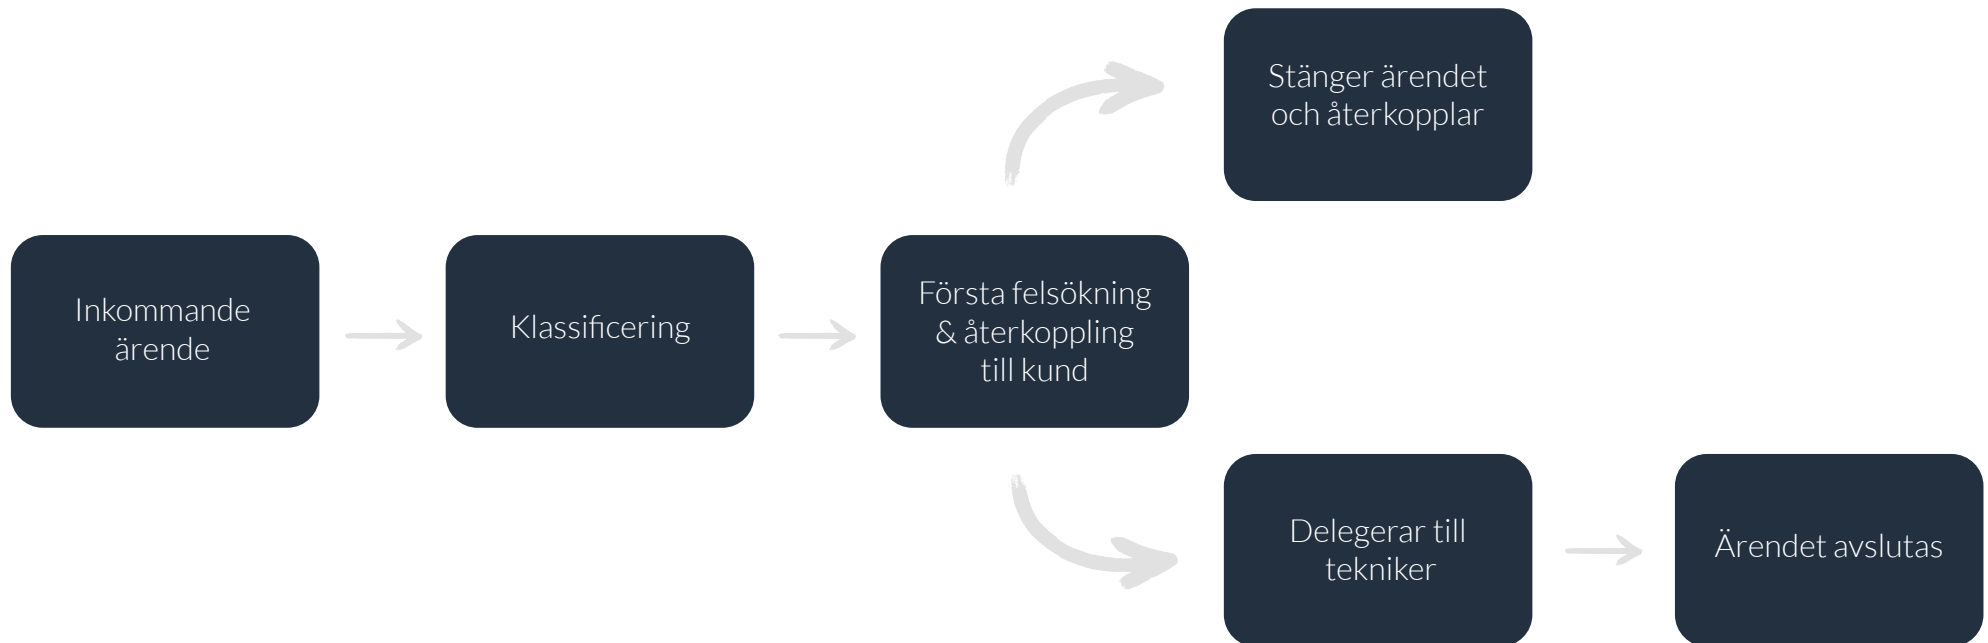 Inkommande
ärende
Klassificering
Första felsökning
& återkoppling
till kund
Stänger ärendet
och återkopplar
Delegerar till
tekniker
Ärendet avslutas